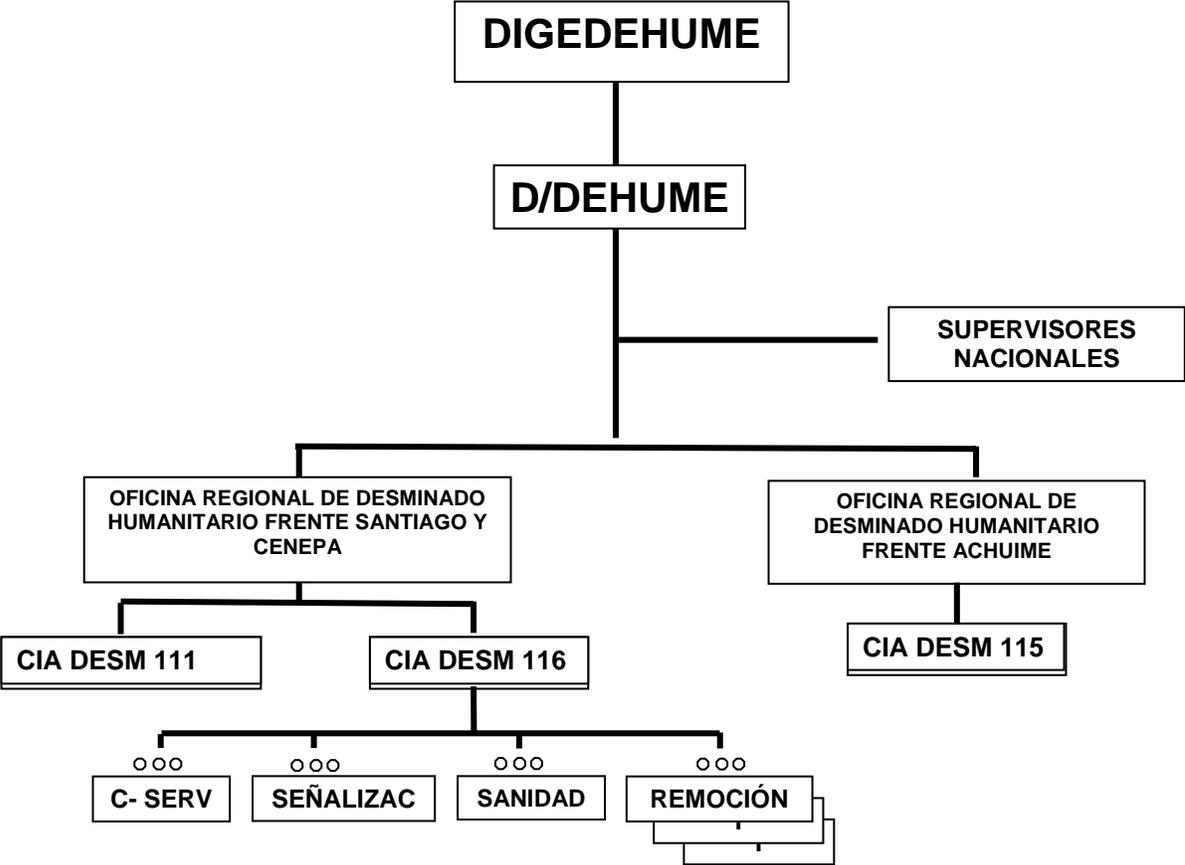 DIGEDEHUME
D/DEHUME
SUPERVISORES
NACIONALES
OFICINA REGIONAL DE DESMINADO
HUMANITARIO FRENTE SANTIAGO Y
CENEPA
OFICINA REGIONAL DE
DESMINADO HUMANITARIO
FRENTE ACHUIME
CIA DESM 111
CIA DESM 116
CIA DESM 115
C- SERV
SEÑALIZAC
SANIDAD
REMOCIÓN